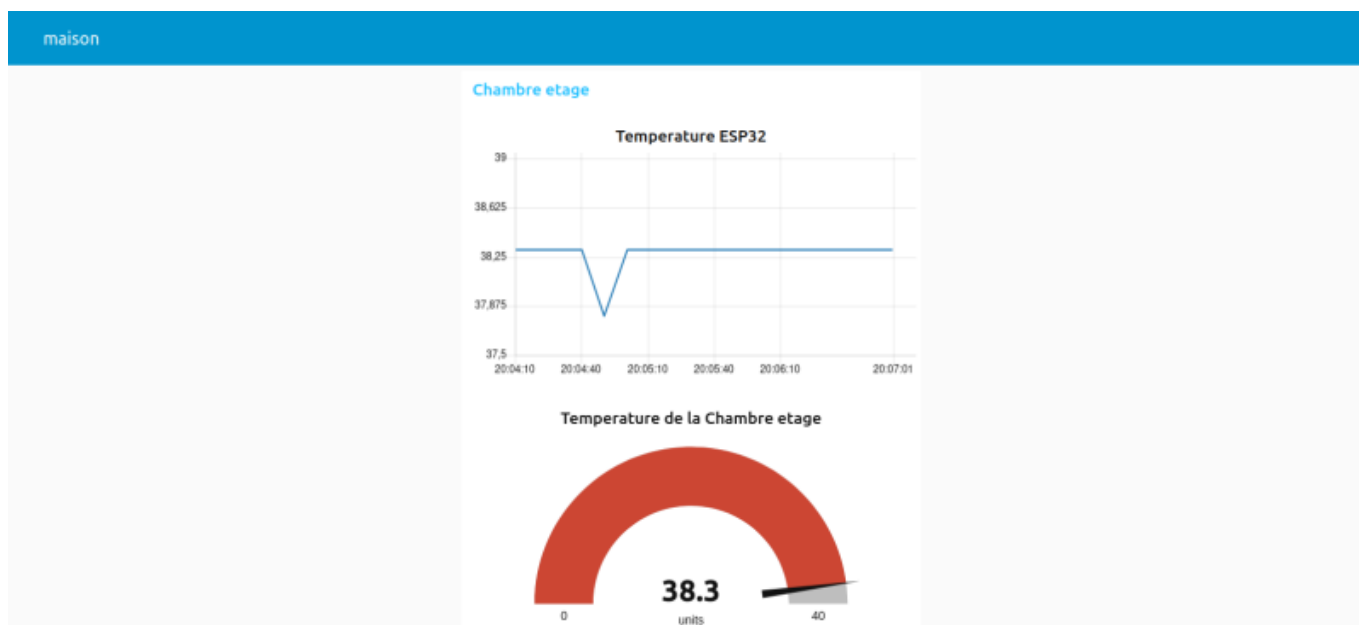 maison
Chambre etage
Temperature ESP32
39
38,625
38,25
37,875
37,5
20:04:10 20:04:40 20:05:10 20:05:40 20:06:10 20:07:01
Temperature de la Chambre etage
38.3
0 units 40